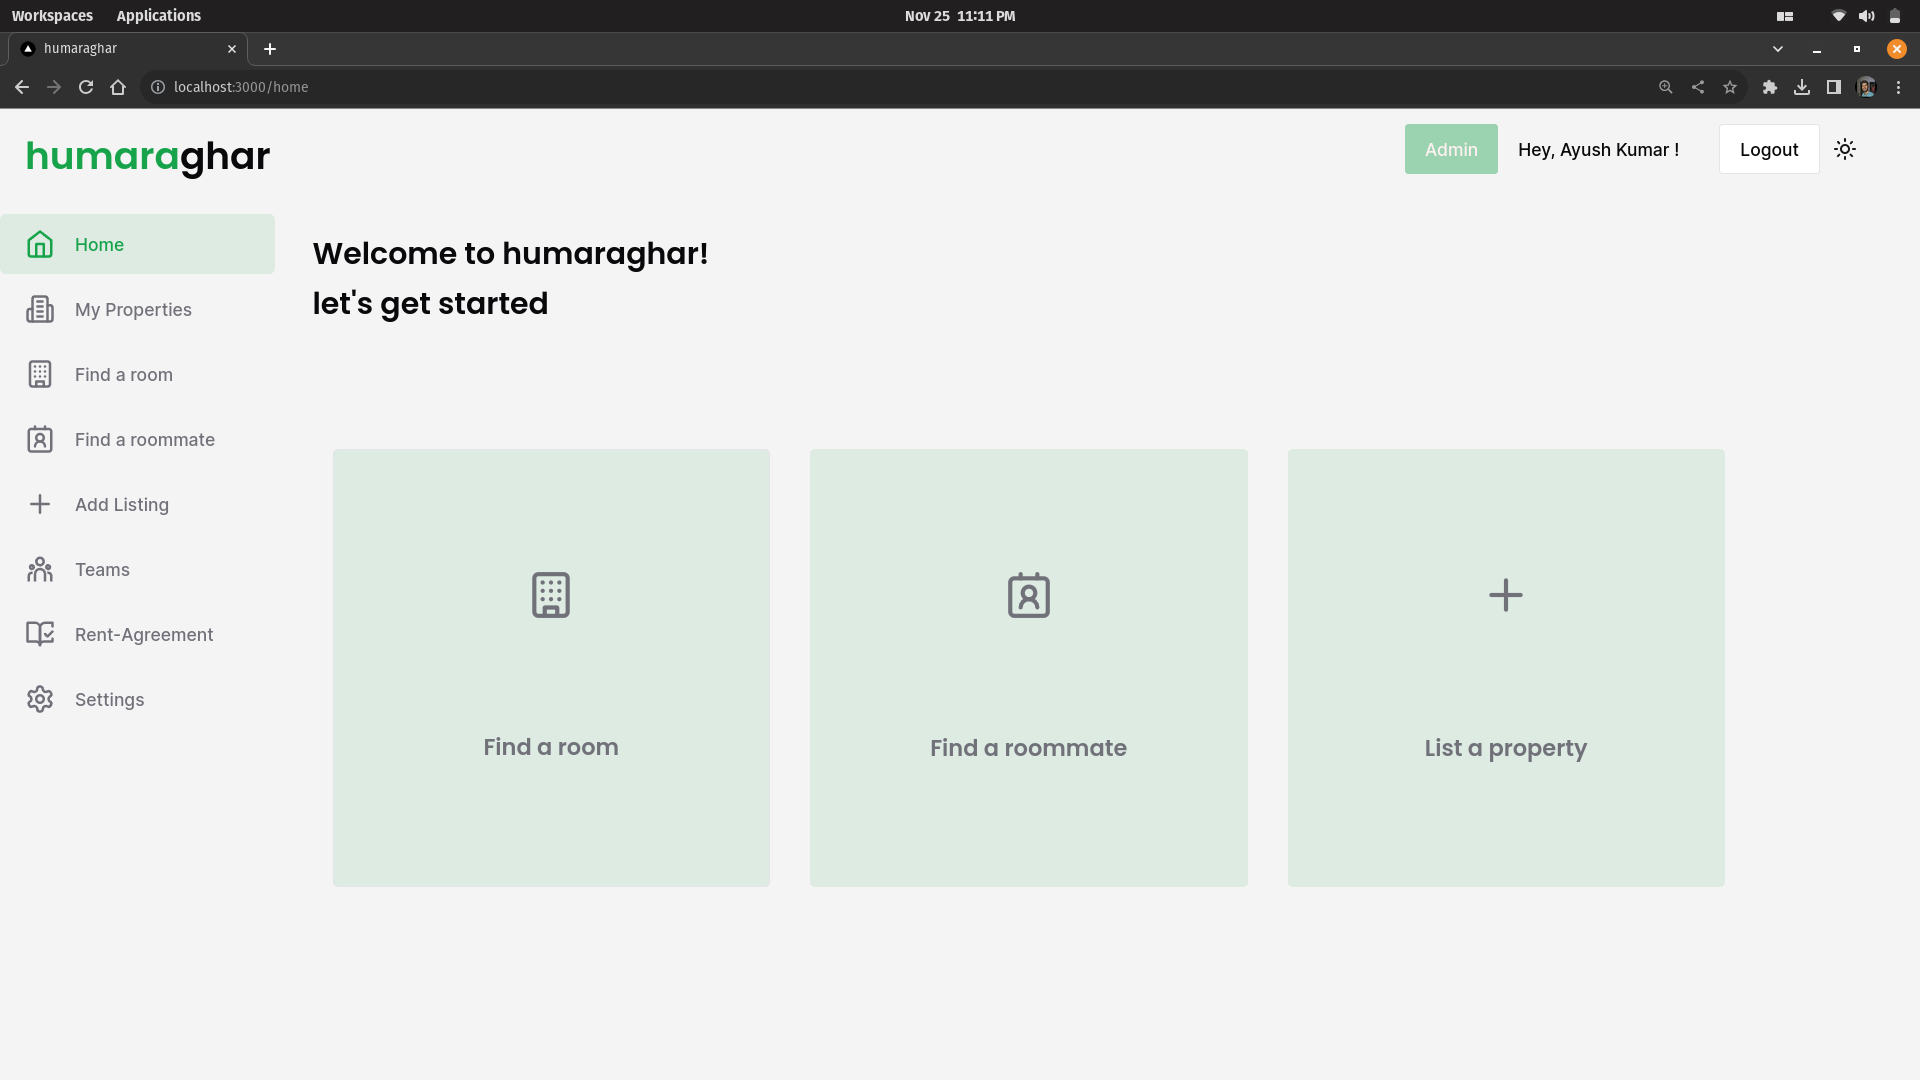 Workspaces Applications Nov 25 11:11 PM
humaraghar
localhost:3000/home
humaraghar Admin Hey, Ayush Kumar ! Logout
Home
My Properties
Find a room
Find a roommate
Add Listing
Teams
Rent-Agreement
Settings
Welcome to humaraghar!
let's get started
Find a room
Find a roommate
List a property